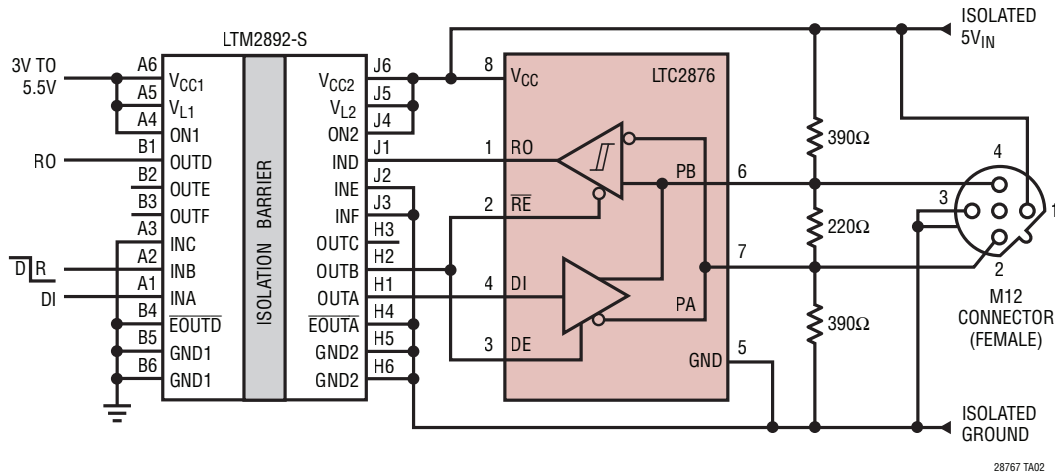 LTM2892-S
ISOLATION BARRIER
3V TO
5.5V
RO
D R
DI
A6
A5
A4
B1
B2
B3
A3
A2
A1
B4
B5
B6
VCC1
VL1
ON1
OUTD
OUTE
OUTF
INC
INB
INA
EOUTD
GND1
GND1
VCC2
VL2
ON2
IND
INE
INF
OUTC
OUTB
OUTA
EOUTA
GND2
GND2
J6
J5
J4
J1
J2
J3
H3
H2
H1
H4
H5
H6
LTC2876
8
VCC
1
RO
2
RE
4
DI
3
DE
PB
6
7
PA
GND
5
390Ω
220Ω
390Ω
ISOLATED
5VIN
4
3
1
2
M12
CONNECTOR
(FEMALE)
ISOLATED
GROUND
28767 TA02